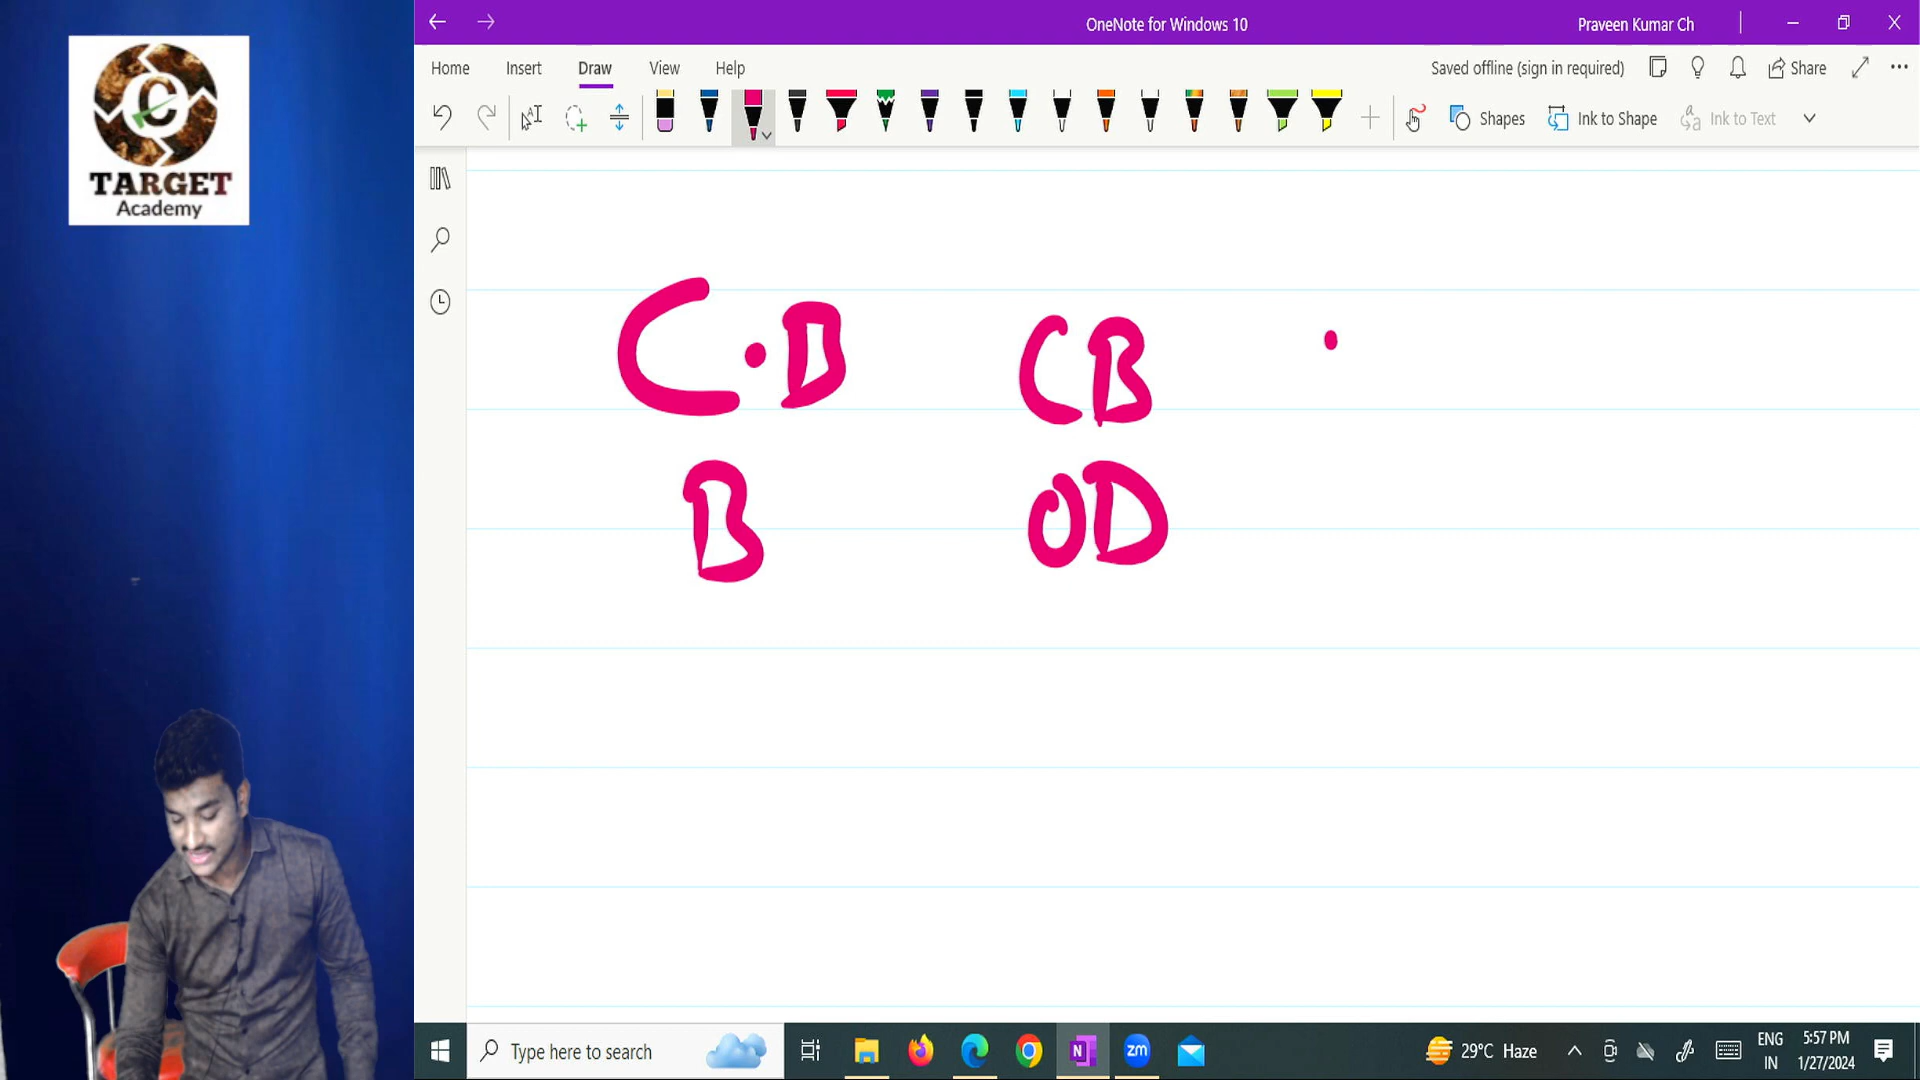 OneNote for Windows 10
Praveen Kumar Ch
Home Insert Draw View Help
Saved offline (sign in required)
Share
Shapes
Ink to Shape
Ink to Text
C
TARGET
Academy
C.B CB
B OD
Type here to search
N
zm
29°C Haze
ENG
IN
5:57 PM
1/27/2024